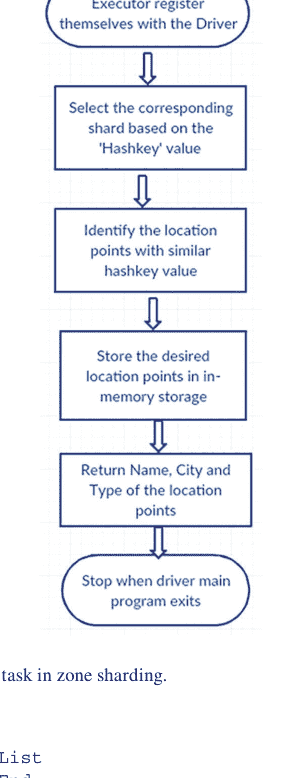 Executor register
themselves with the Driver
Select the corresponding
shard based on the
'Hashkey' value
Identify the location
points with similar
hashkey value
Store the desired
location points in in-
memory storage
Return Name, City and
Type of the location
points
Stop when driver main
program exits
task in zone sharding.
List
End